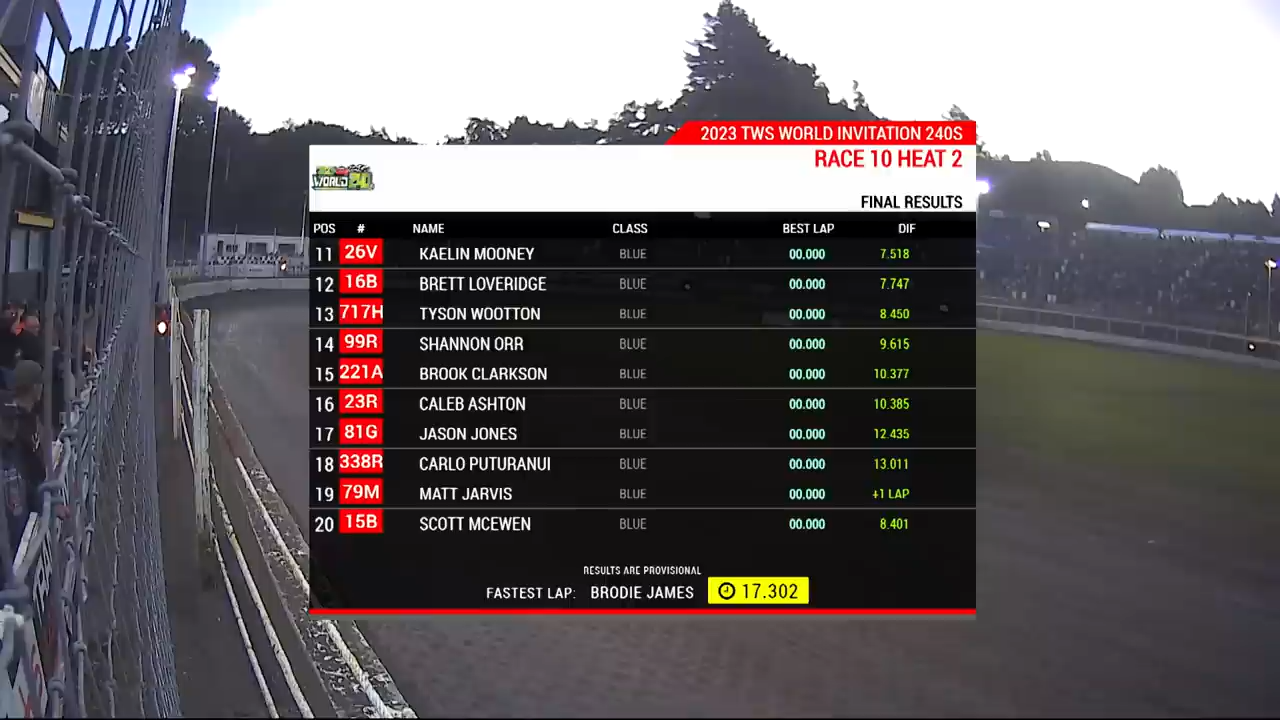 2023 TWS WORLD INVITATION 240S
RACE 10 HEAT 2
WORLD 240
FINAL RESULTS
POS # NAME CLASS BEST LAP DIF
11 26V KAELIN MOONEY BLUE 00.000 7.518
12 16B BRETT LOVERIDGE BLUE 00.000 7.747
13 717H TYSON WOOTTON BLUE 00.000 8.450
14 99R SHANNON ORR BLUE 00.000 9.615
15 221A BROOK CLARKSON BLUE 00.000 10.377
16 23R CALEB ASHTON BLUE 00.000 10.385
17 81G JASON JONES BLUE 00.000 12.435
18 338R CARLO PUTURANUI BLUE 00.000 13.011
19 79M MATT JARVIS BLUE 00.000 +1 LAP
20 15B SCOTT MCEWEN BLUE 00.000 8.401
RESULTS ARE PROVISIONAL
FASTEST LAP: BRODIE JAMES 17.302